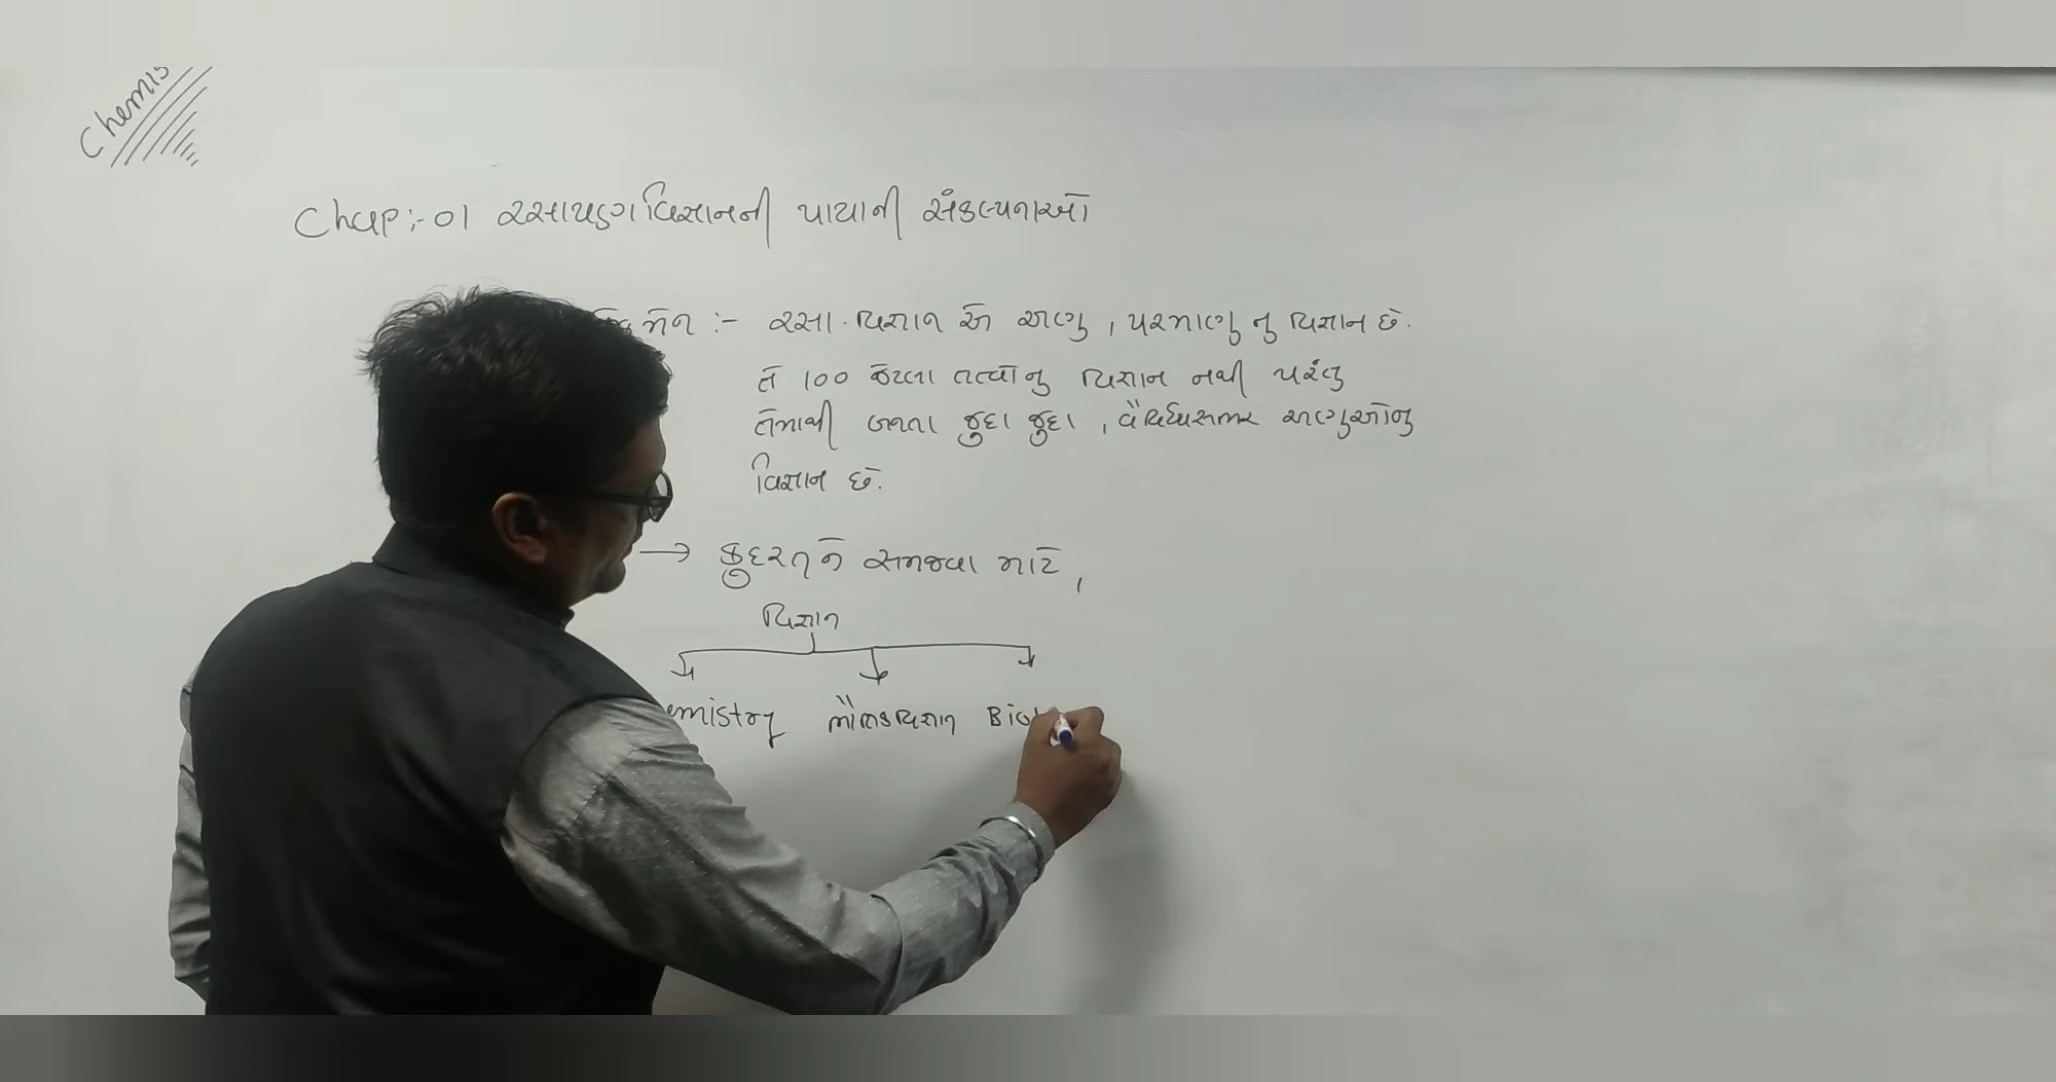 Chemis
Chap:-01 રસાયણવિજ્ઞાનની પાયાની સંકલ્પનાઓ
:- રસા. વિજ્ઞાન એ અણુ, પરમાણુ નુ વિજ્ઞાન છે.
તે 100 જેટલા તત્વોનુ વિજ્ઞાન નથી પરંતુ
તેમાથી બનતા જુદા જુદા, વૈવિધ્યસભર અણુઓનુ
વિજ્ઞાન છે.
→ કુદરતને સમજવા માટે,
વિજ્ઞાન
emistry ભૌતિકવિજ્ઞાન Bio